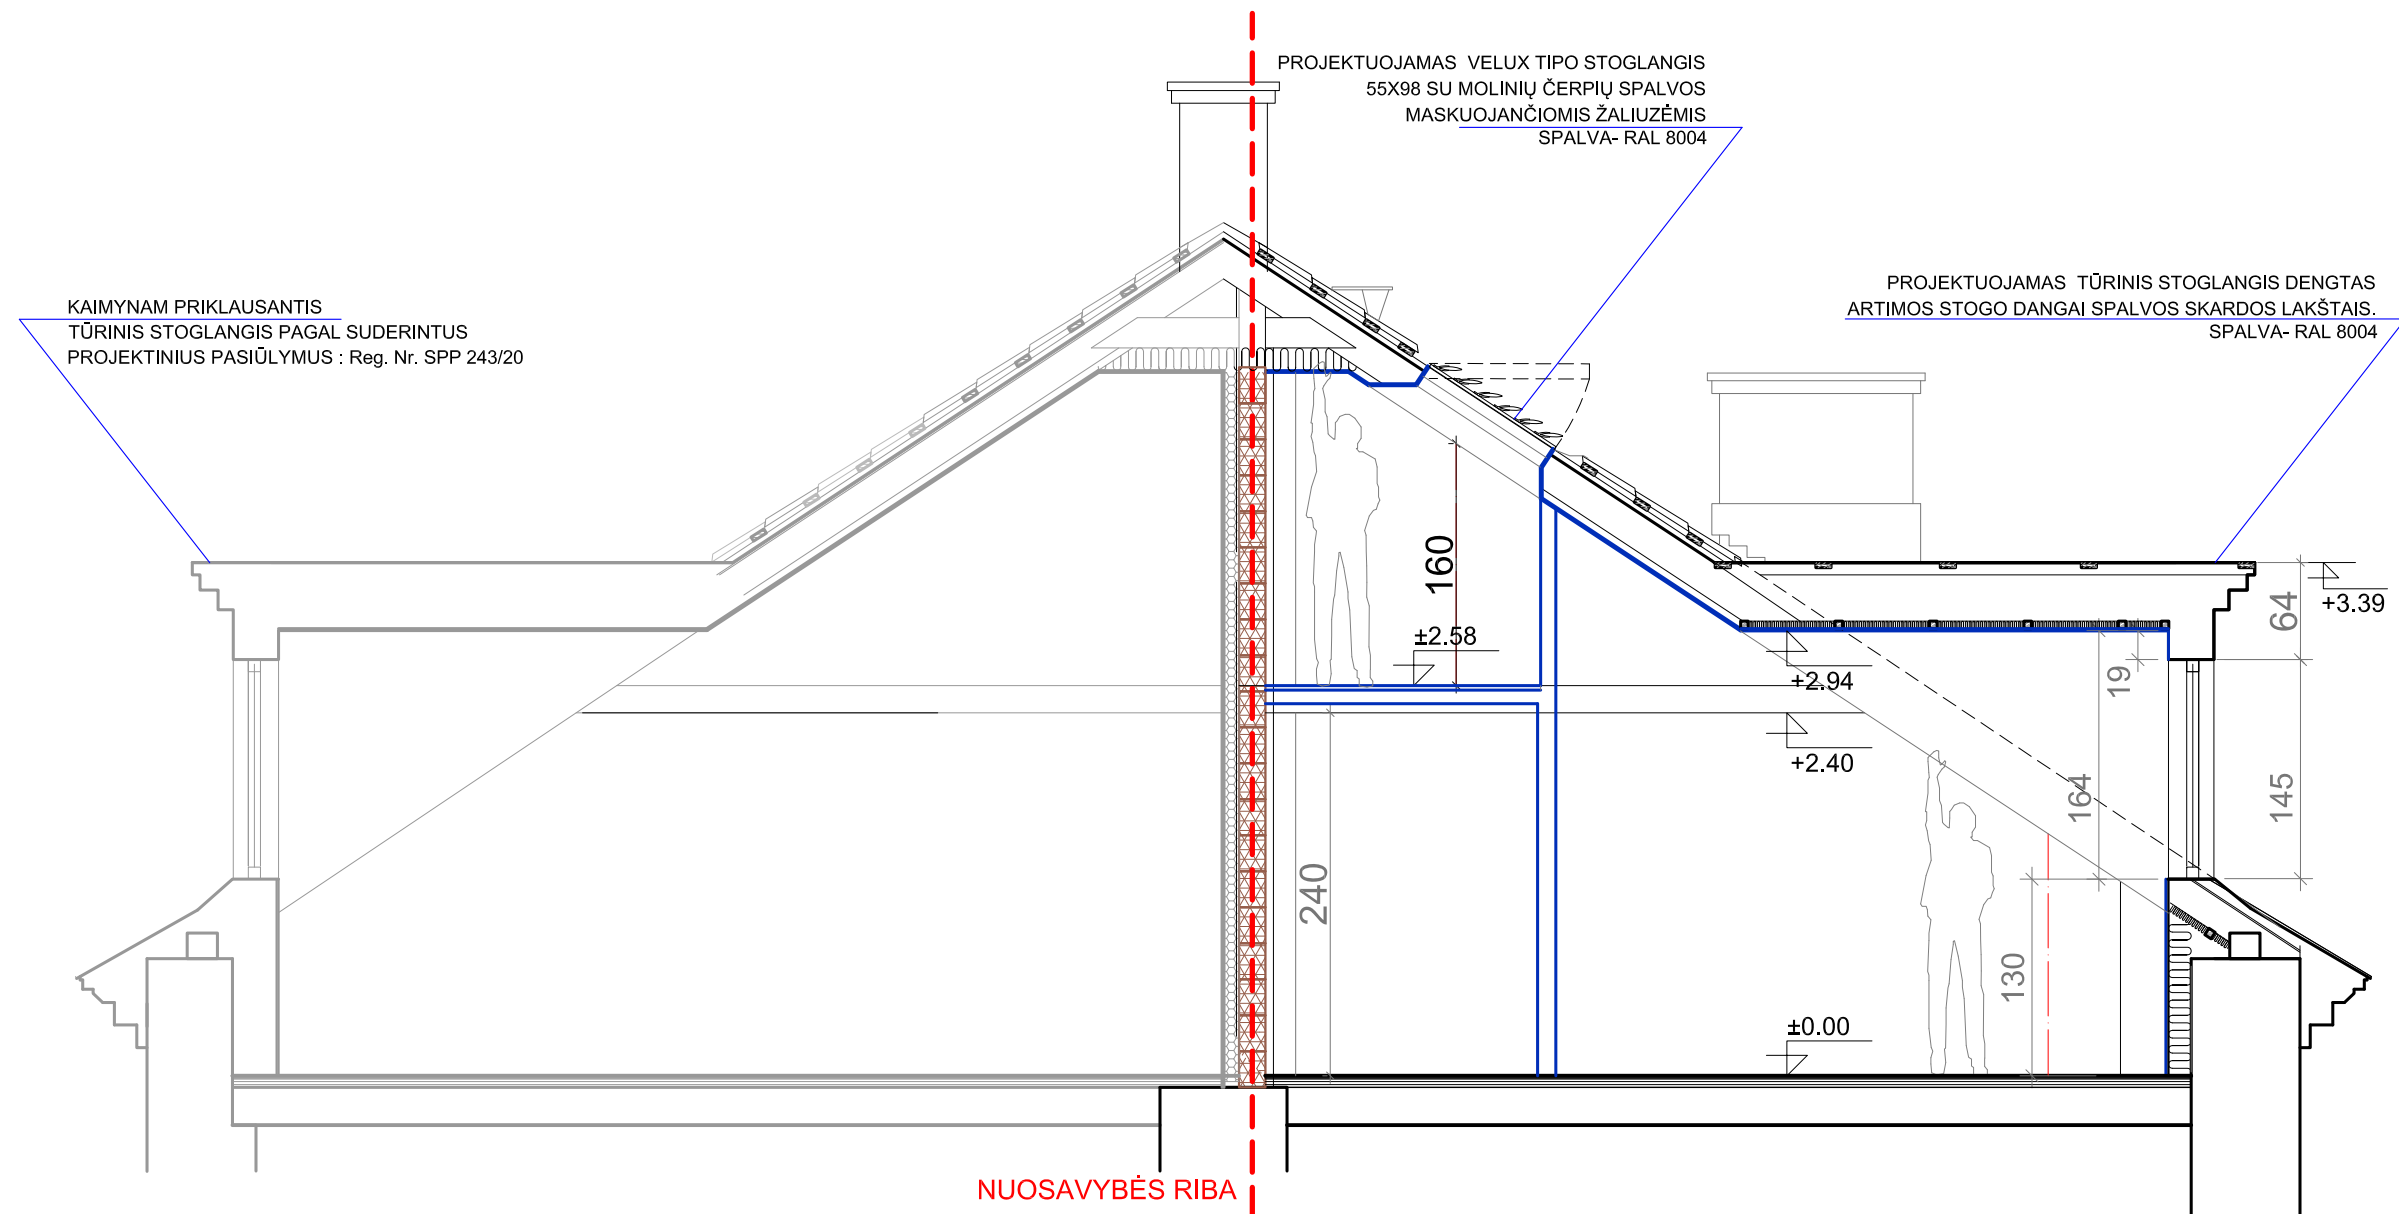 PROJEKTUOJAMAS VELUX TIPO STOGLANGIS
55X98 SU MOLINIŲ ČERPIŲ SPALVOS
MASKUOJANČIOMIS ŽALIUZĖMIS
SPALVA- RAL 8004
KAIMYNAM PRIKLAUSANTIS
TŪRINIS STOGLANGIS PAGAL SUDERINTUS
PROJEKTINIUS PASIŪLYMUS : Reg. Nr. SPP 243/20
PROJEKTUOJAMAS TŪRINIS STOGLANGIS DENGTAS
ARTIMOS STOGO DANGAI SPALVOS SKARDOS LAKŠTAIS.
SPALVA- RAL 8004
160
±2.58
+3.39
64
+2.94
19
+2.40
164
145
240
130
±0.00
NUOSAVYBĖS RIBA